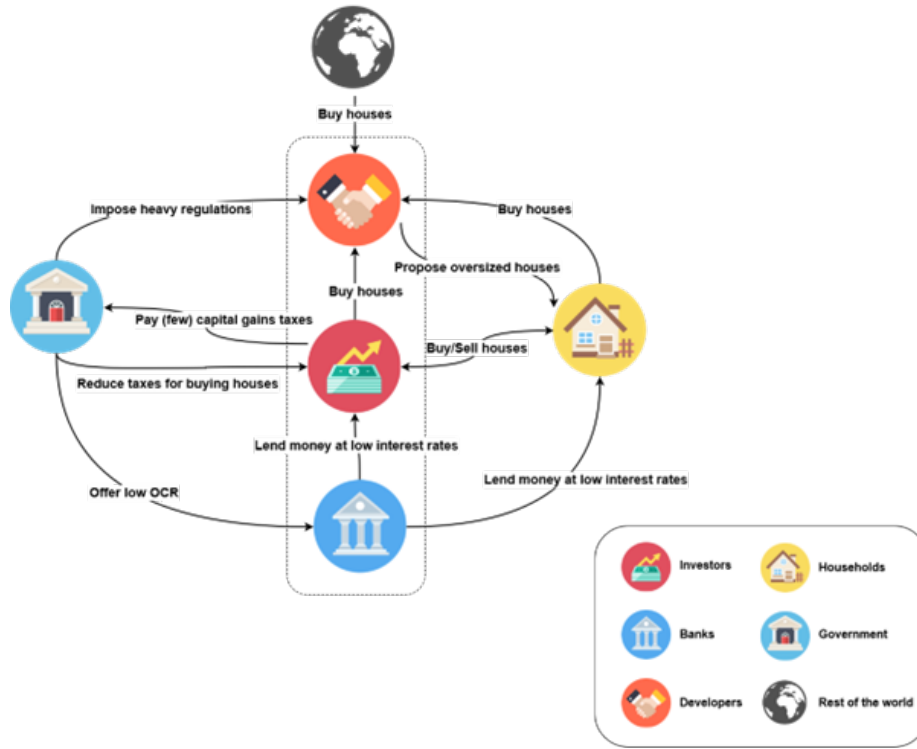 Buy houses
Impose heavy regulations
Buy houses
Propose oversized houses
Buy houses
Pay (few) capital gains taxes
Buy/Sell houses
Reduce taxes for buying houses
Lend money at low interest rates
Lend money at low interest rates
Offer low OCR
Investors
Households
Banks
Government
Developers
Rest of the world